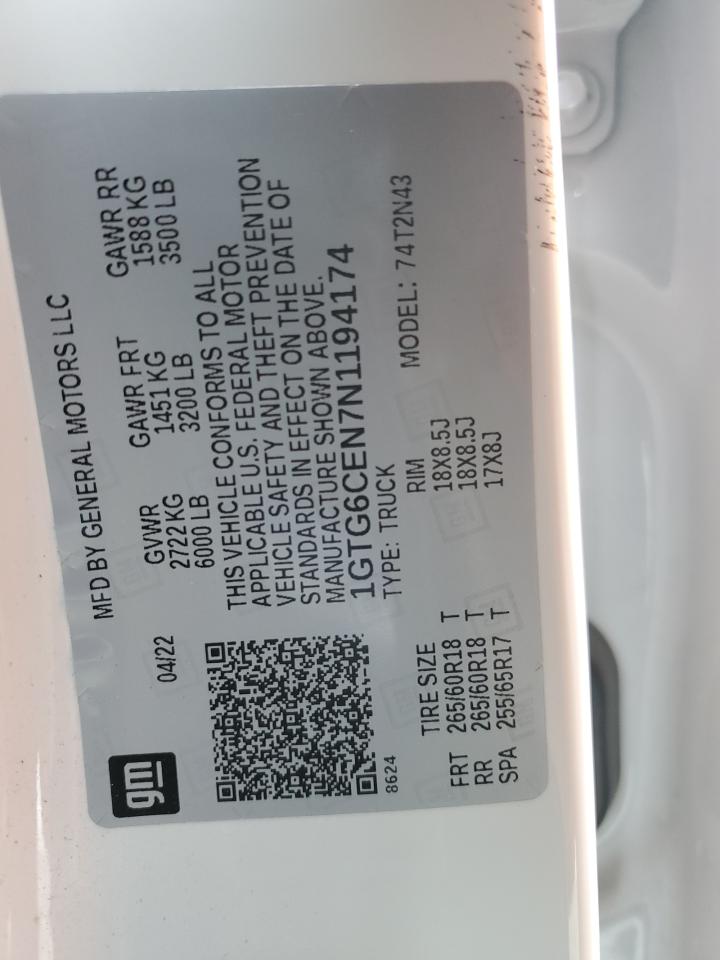 gm
MFD BY GENERAL MOTORS LLC
04/22
GVWR GAWR FRT GAWR RR
2722 KG 1451 KG 1588 KG
6000 LB 3200 LB 3500 LB
THIS VEHICLE CONFORMS TO ALL
APPLICABLE U.S. FEDERAL MOTOR
VEHICLE SAFETY AND THEFT PREVENTION
STANDARDS IN EFFECT ON THE DATE OF
MANUFACTURE SHOWN ABOVE.
1GTG6CEN7N1194174
TYPE: TRUCK MODEL: 74T2N43
8624
TIRE SIZE RIM
FRT 265/60R18 T 18X8.5J
RR 265/60R18 T 18X8.5J
SPA 255/65R17 T 17X8J